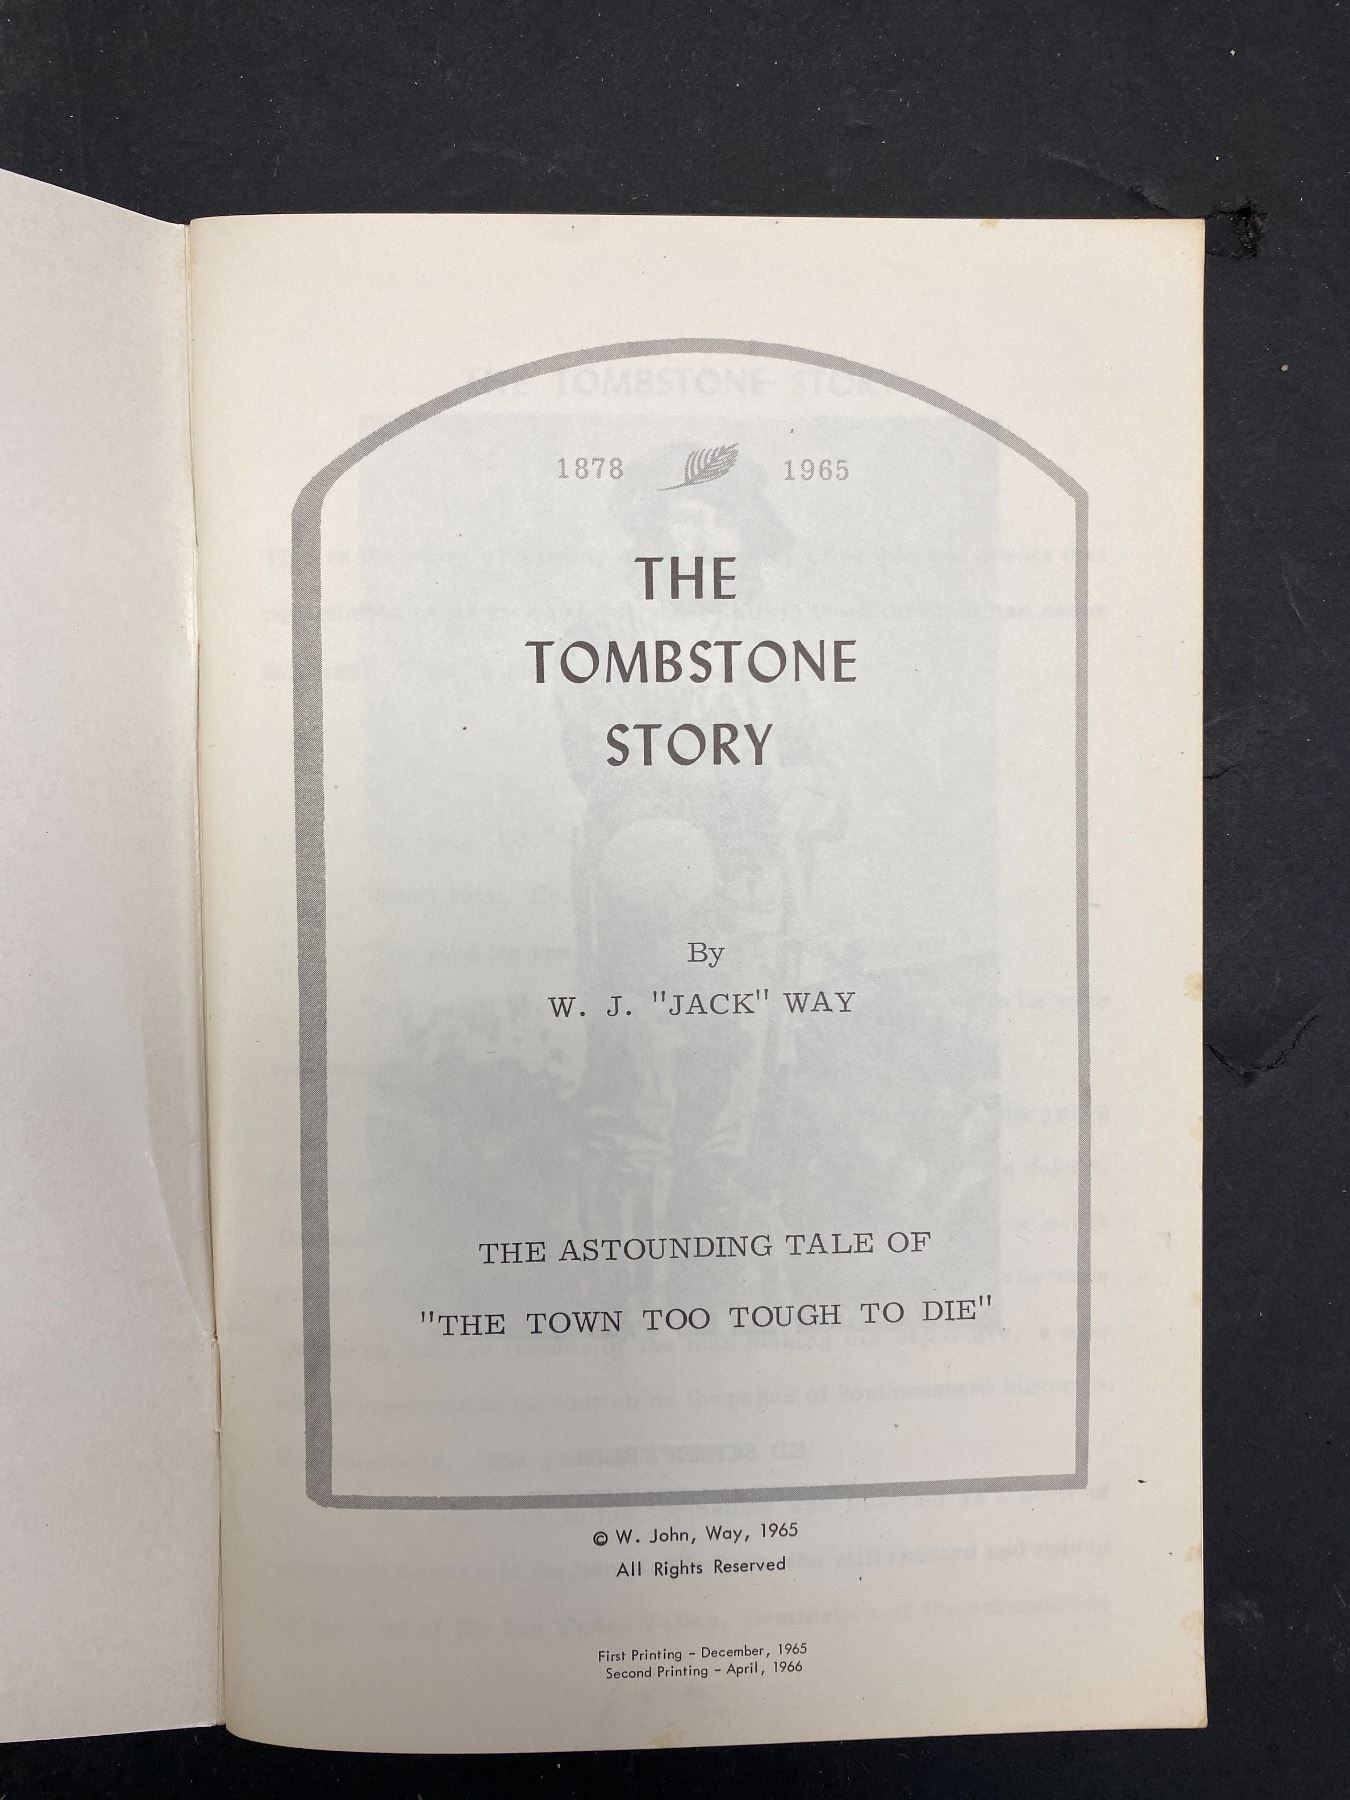 1878 1965
THE
TOMBSTONE
STORY
By
W. J. "JACK" WAY
THE ASTOUNDING TALE OF
"THE TOWN TOO TOUGH TO DIE"
© W. John, Way, 1965
All Rights Reserved
First Printing - December, 1965
Second Printing - April, 1966